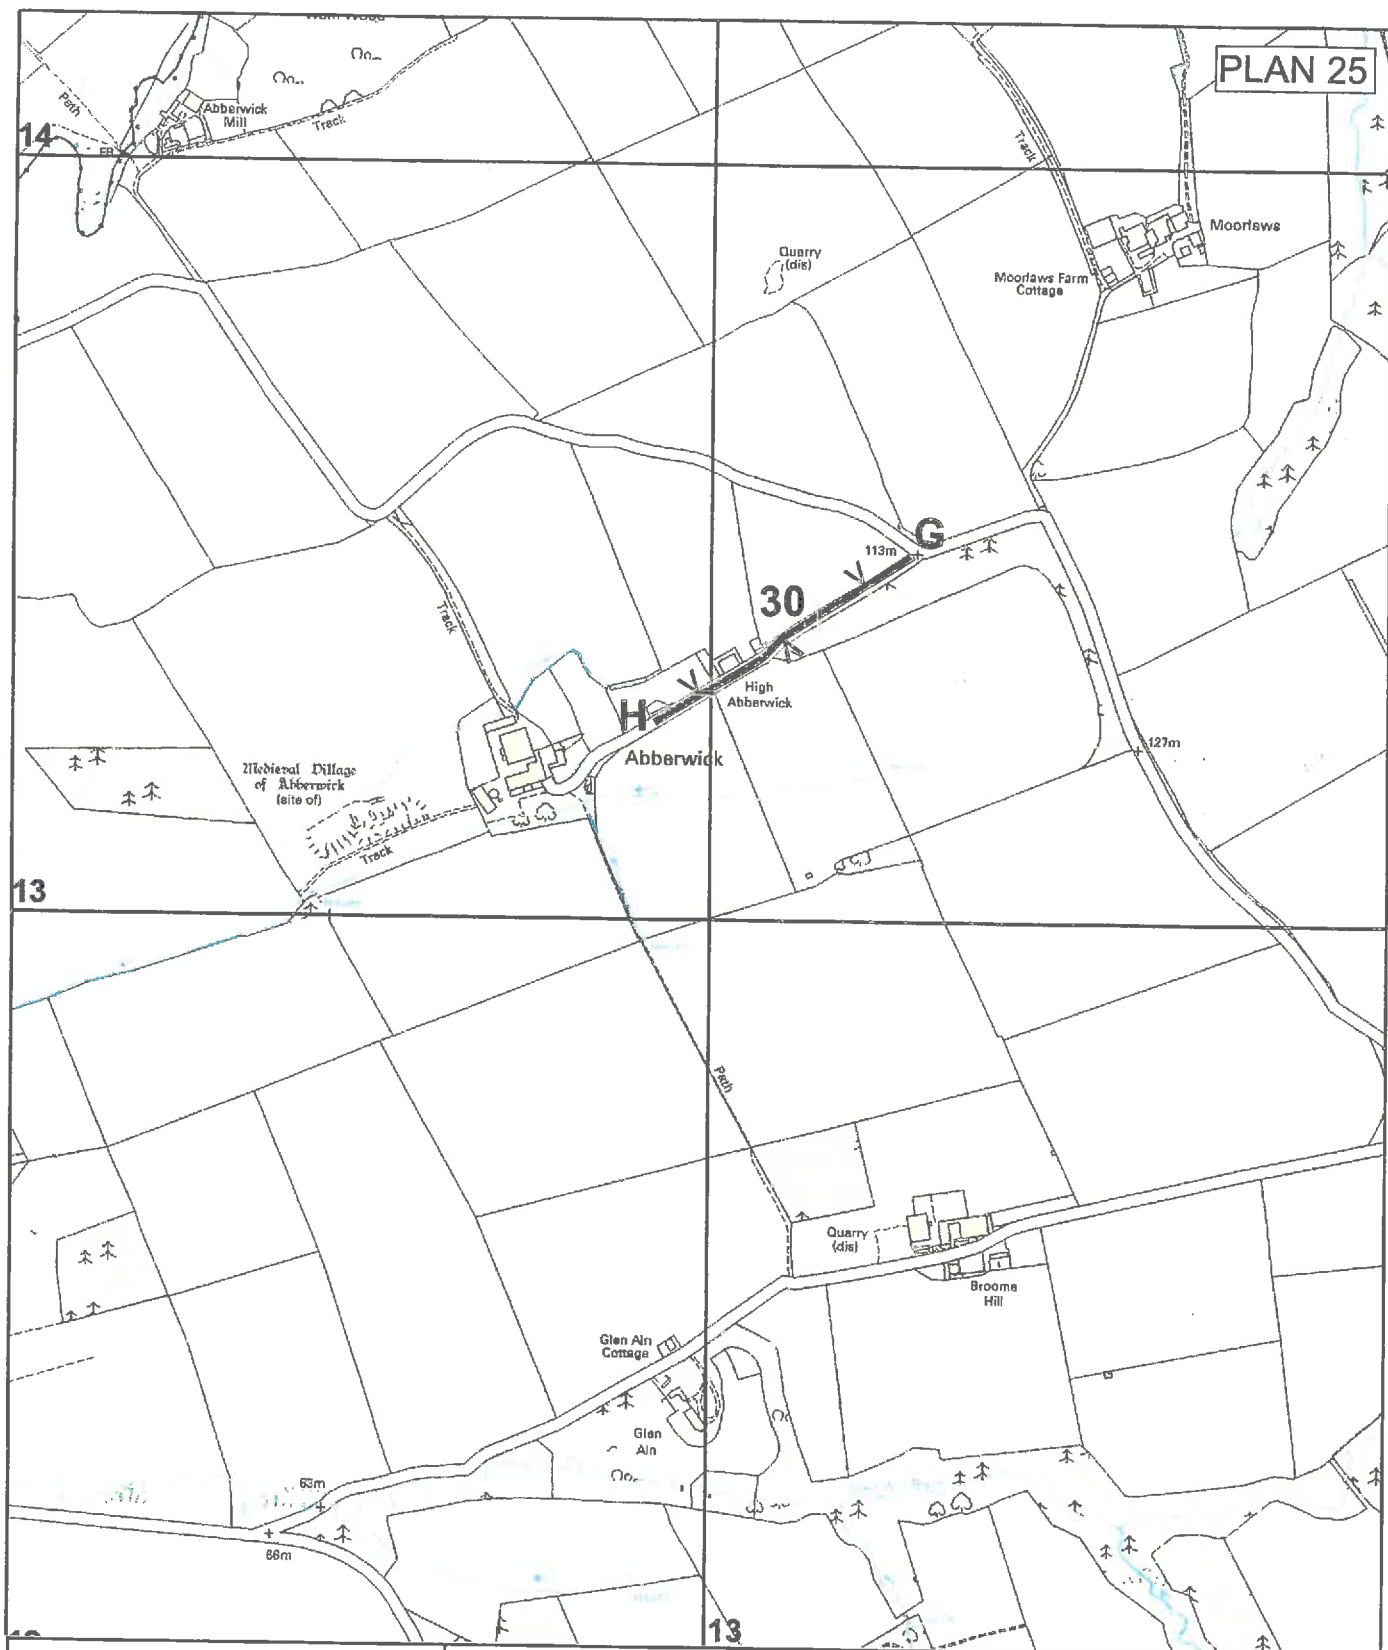 PLAN 25
Path
Abberwick
Mill
Track
14
FB
Track
Moorlaws
Quarry
(dis)
Moorlaws Farm
Cottage
G
113m
V
30
V
Track
V
High
Abberwick
H
Abberwick
127m
Medieval Village
of Abberwick
(site of)
Track
13
Path
Quarry
(dis)
Broome
Hill
Glen Aln
Cottage
Glen
Aln
63m
66m
13